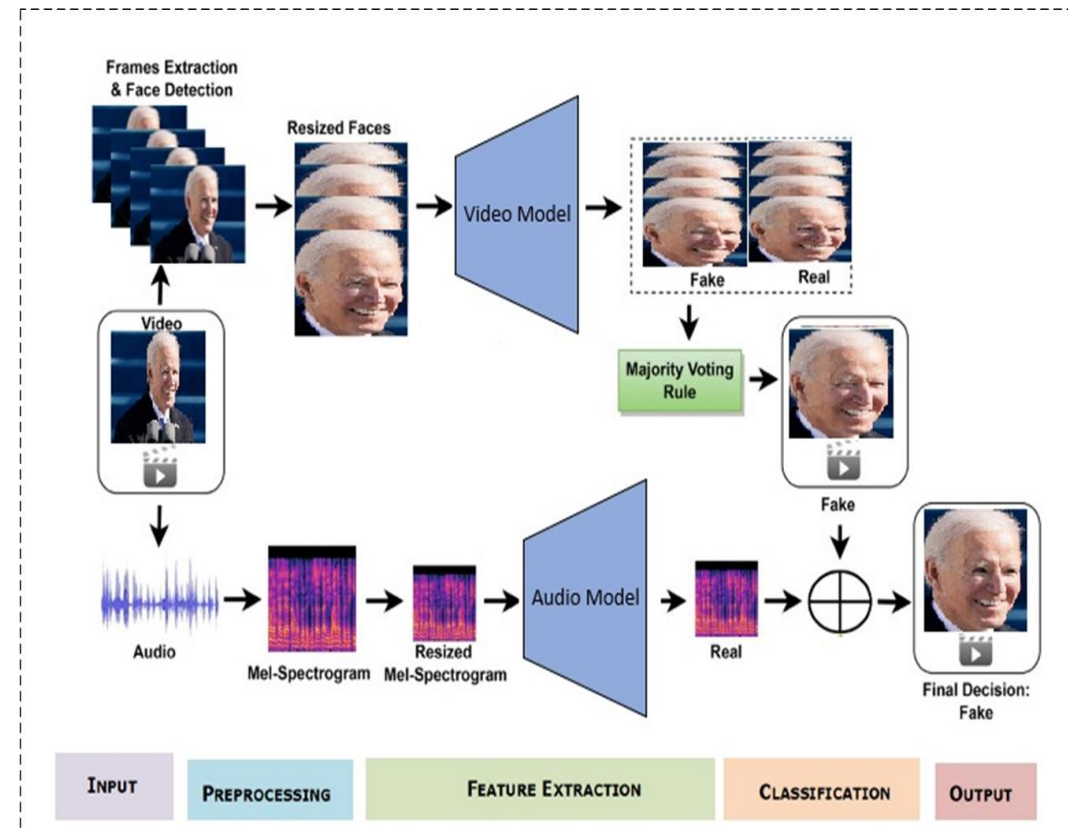 Frames Extraction
& Face Detection
Resized Faces
Video Model
Fake
Real
Video
Majority Voting
Rule
Fake
Audio
Mel-Spectrogram
Resized
Mel-Spectrogram
Audio Model
Real
Final Decision:
Fake
INPUT
PREPROCESSING
FEATURE EXTRACTION
CLASSIFICATION
OUTPUT